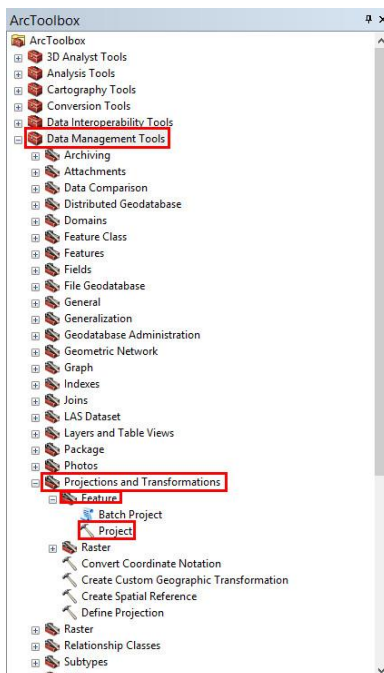 ArcToolbox
ArcToolbox
3D Analyst Tools
Analysis Tools
Cartography Tools
Conversion Tools
Data Interoperability Tools
Data Management Tools
Archiving
Attachments
Data Comparison
Distributed Geodatabase
Domains
Feature Class
Features
Fields
File Geodatabase
General
Generalization
Geodatabase Administration
Geometric Network
Graph
Indexes
Joins
LAS Dataset
Layers and Table Views
Package
Photos
Projections and Transformations
Feature
Batch Project
Project
Raster
Convert Coordinate Notation
Create Custom Geographic Transformation
Create Spatial Reference
Define Projection
Raster
Relationship Classes
Subtypes